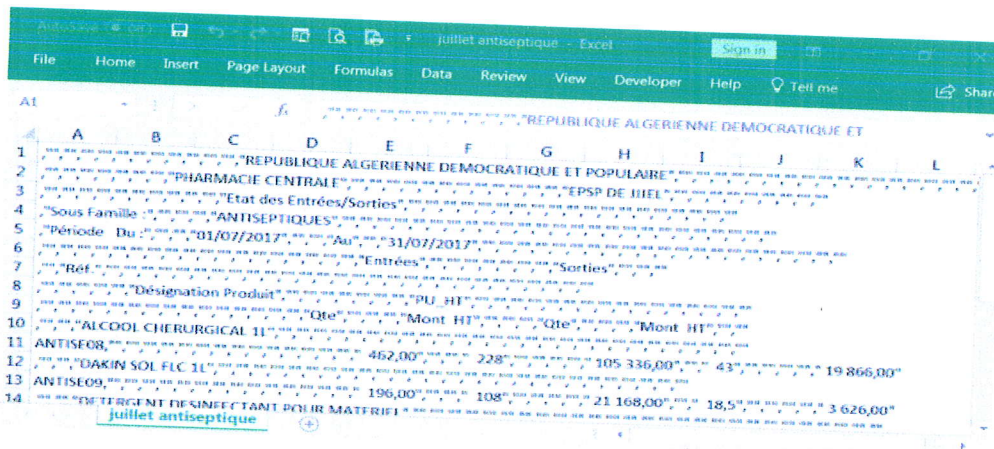 AutoSave Off juillet antiseptique - Excel Sign in
File Home Insert Page Layout Formulas Data Review View Developer Help Tell me Share
A1 fx "REPUBLIQUE ALGERIENNE DEMOCRATIQUE ET
A B C D E F G H I J K L
1 "REPUBLIQUE ALGERIENNE DEMOCRATIQUE ET POPULAIRE"
2 "PHARMACIE CENTRALE" "EPSP DE JIJEL"
3 "Etat des Entrées/Sorties"
4 ,"Sous Famille :" "ANTISEPTIQUES"
5 ,"Période Du :" "01/07/2017" "Au" "31/07/2017"
6 "Entrées" "Sorties"
7 "Réf."
8 "Désignation Produit" "PU_HT"
9 "Qte" "Mont HT" "Qte" "Mont HT"
10 "ALCOOL CHERURGICAL 1L"
11 ANTISE08, " 462,00" " 228" " 105 336,00" " 43" " 19 866,00"
12 "DAKIN SOL FLC 1L"
13 ANTISE09, " 196,00" " 108" " 21 168,00" " 18,5" " 3 626,00"
14 "DETERGENT DESINFECTANT POUR MATERIEL"
juillet antiseptique